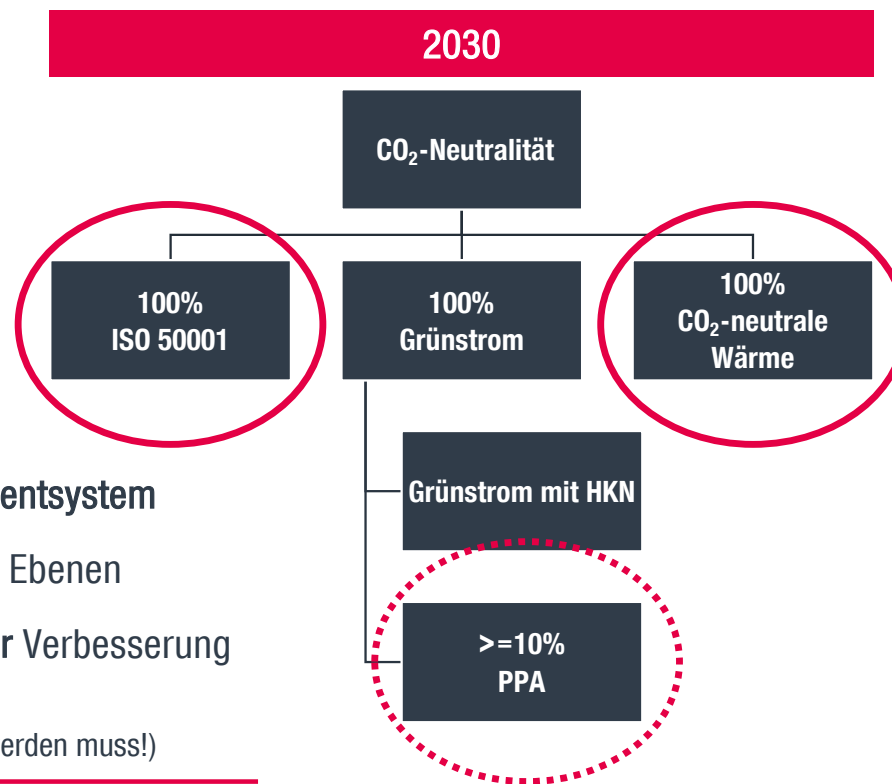 2030
CO₂-Neutralität
100%
ISO 50001
100%
Grünstrom
100%
CO₂-neutrale
Wärme
Grünstrom mit HKN
>=10%
PPA
entsystem
Ebenen
r Verbesserung
erden muss!)